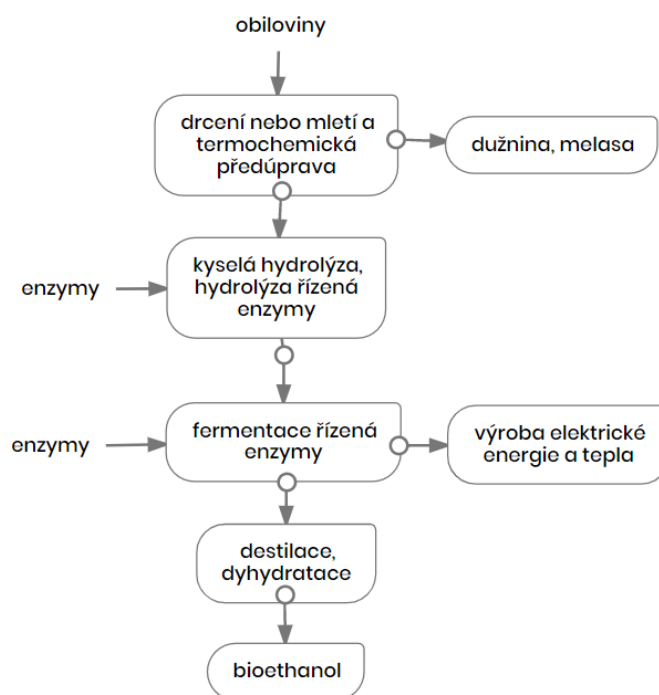 obiloviny
drcení nebo mletí a
termochemická
předúprava
dužnina, melasa
enzymy
kyselá hydrolýza,
hydrolýza řízená
enzymy
enzymy
fermentace řízená
enzymy
výroba elektrické
energie a tepla
destilace,
dyhydratace
bioethanol